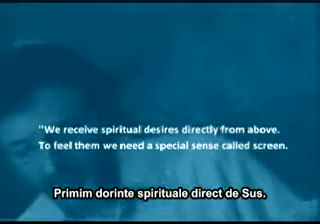 "We receive spiritual desires directly from above.
To feel them we need a special sense called screen.
Primim dorinte spirituale direct de Sus.